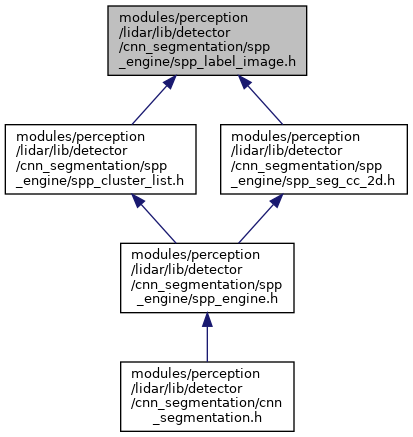 modules/perception
/lidar/lib/detector
/cnn_segmentation/spp
_engine/spp_label_image.h
modules/perception
/lidar/lib/detector
/cnn_segmentation/spp
_engine/spp_cluster_list.h
modules/perception
/lidar/lib/detector
/cnn_segmentation/spp
_engine/spp_seg_cc_2d.h
modules/perception
/lidar/lib/detector
/cnn_segmentation/spp
_engine/spp_engine.h
modules/perception
/lidar/lib/detector
/cnn_segmentation/cnn
_segmentation.h